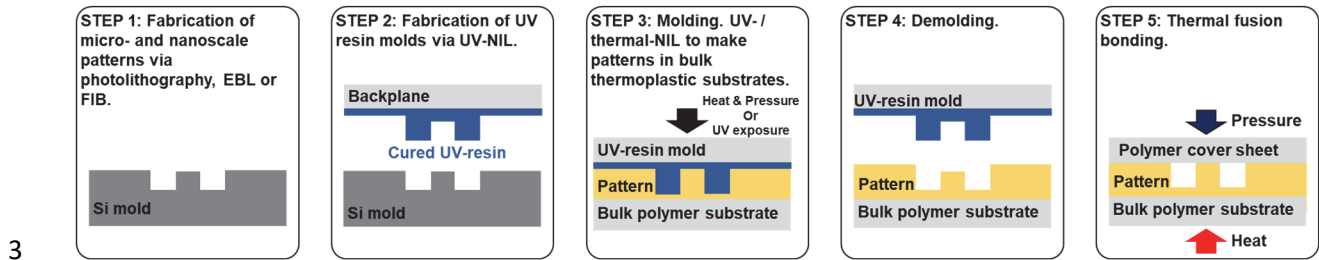 STEP 1: Fabrication of
micro- and nanoscale
patterns via
photolithography, EBL or
FIB.
Si mold
STEP 2: Fabrication of UV
resin molds via UV-NIL.
Backplane
Cured UV-resin
Si mold
STEP 3: Molding. UV- /
thermal-NIL to make
patterns in bulk
thermoplastic substrates.
Heat & Pressure
Or
UV exposure
UV-resin mold
Pattern
Bulk polymer substrate
STEP 4: Demolding.
UV-resin mold
Pattern
Bulk polymer substrate
STEP 5: Thermal fusion
bonding.
Pressure
Polymer cover sheet
Pattern
Bulk polymer substrate
Heat
3